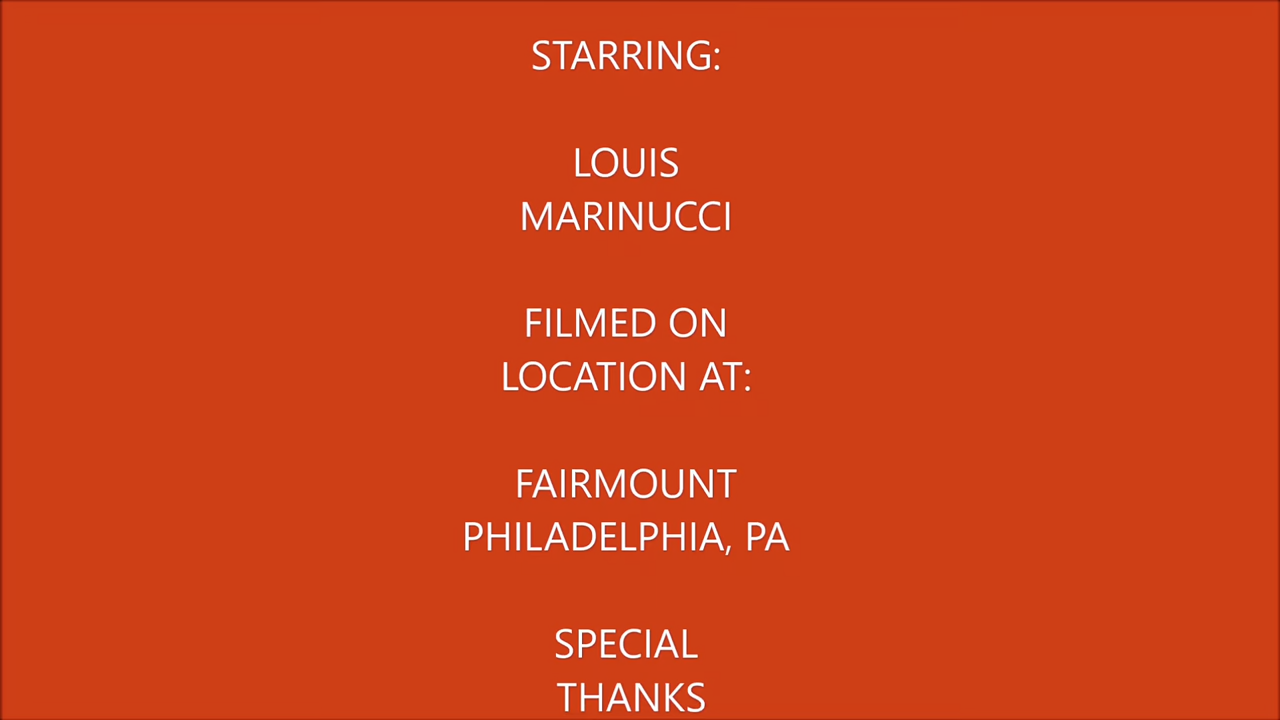 STARRING:
LOUIS
MARINUCCI
FILMED ON
LOCATION AT:
FAIRMOUNT
PHILADELPHIA, PA
SPECIAL
THANKS